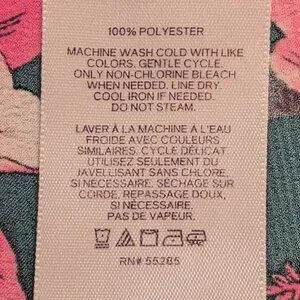 100% POLYESTER
MACHINE WASH COLD WITH LIKE
COLORS. GENTLE CYCLE.
ONLY NON-CHLORINE BLEACH
WHEN NEEDED. LINE DRY.
COOL IRON IF NEEDED.
DO NOT STEAM.
LAVER À LA MACHINE À L'EAU
FROIDE AVEC COULEURS
SIMILAIRES. CYCLE DÉLICAT
UTILISEZ SEULEMENT DU
JAVELLISANT SANS CHLORE,
SI NÉCESSAIRE. SÉCHAGE SUR
CORDE. REPASSAGE DOUX,
SI NÉCESSAIRE.
PAS DE VAPEUR.
RN# 55285